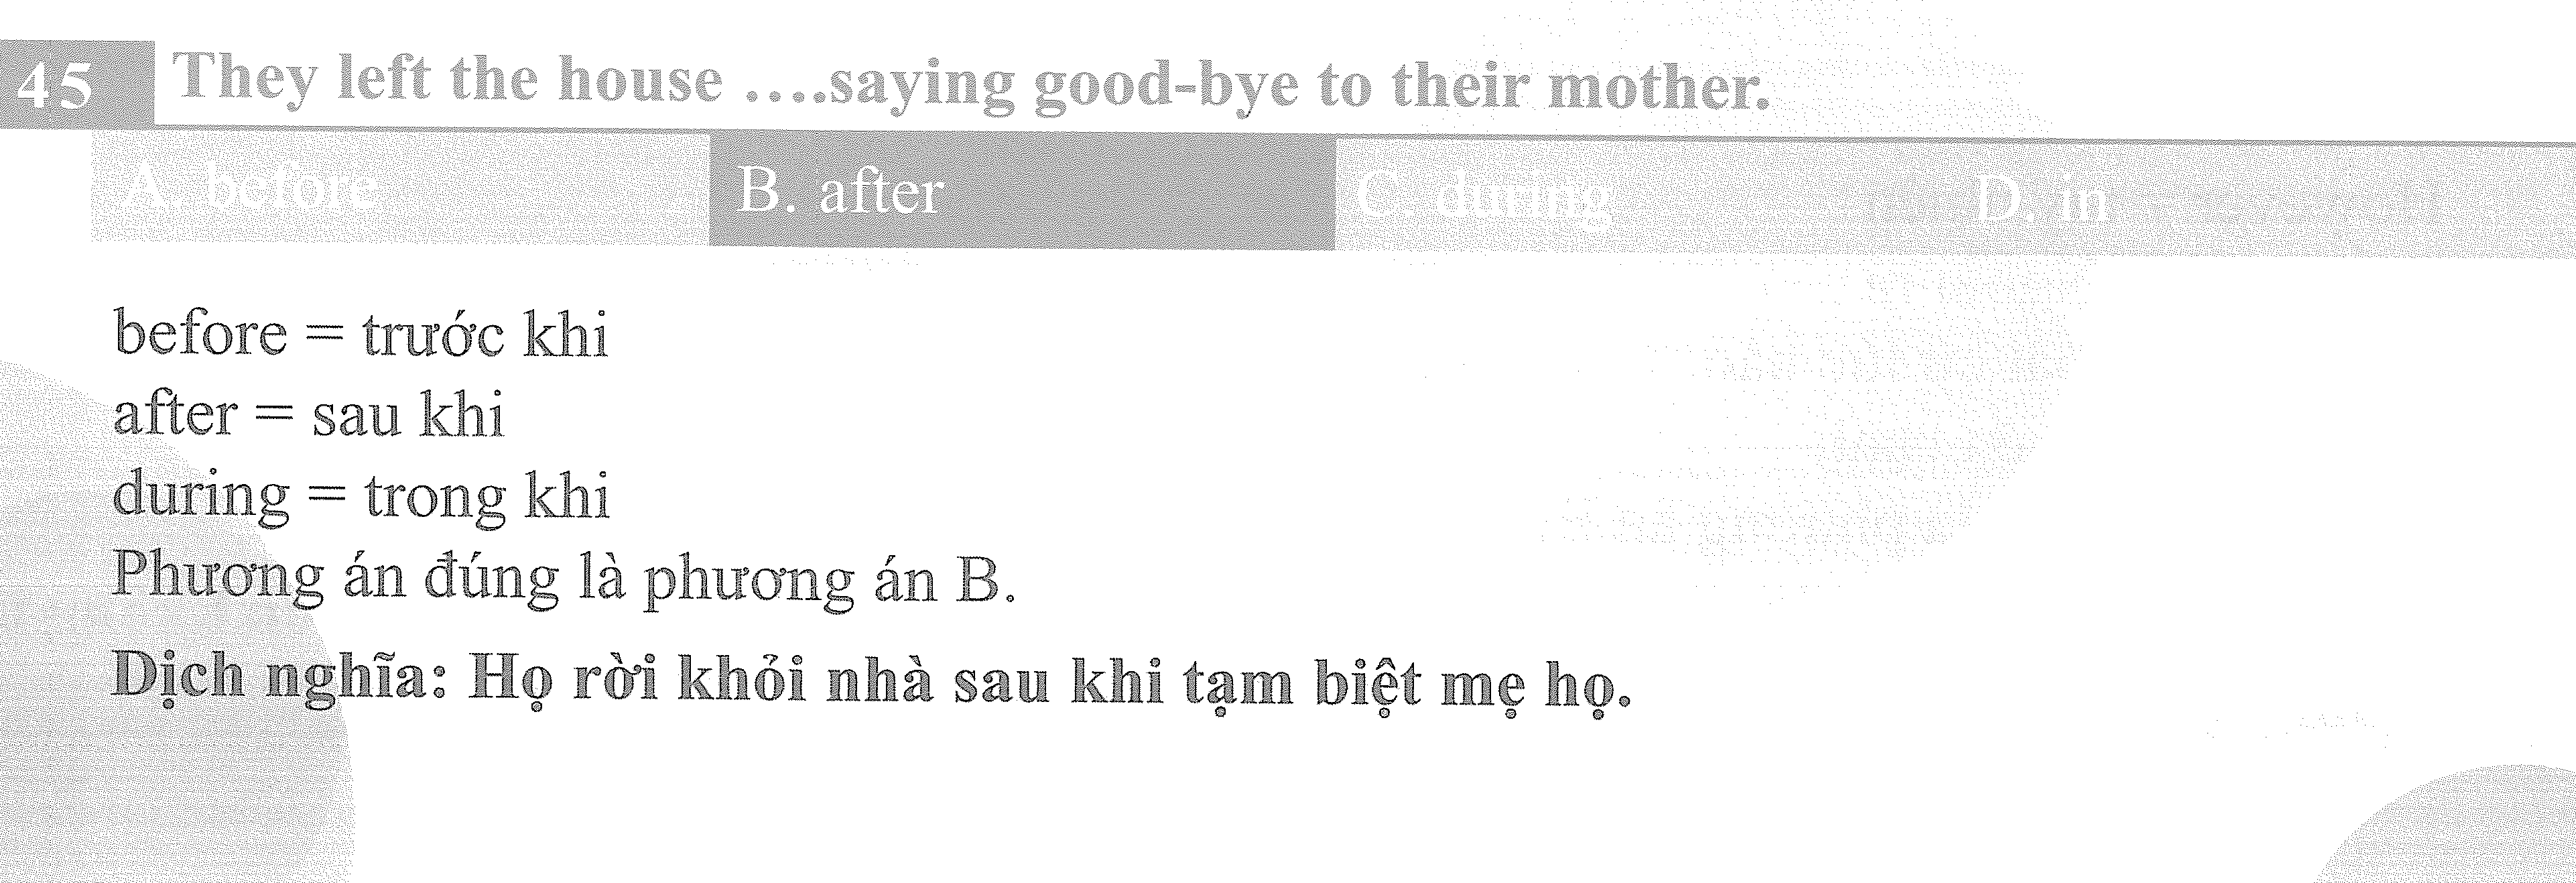 45 They left the house ....saying good-bye to their mother.
A. before B. after C. during D. in
before = trước khi
after = sau khi
during = trong khi
Phương án đúng là phương án B.
Dịch nghĩa: Họ rời khỏi nhà sau khi tạm biệt mẹ họ.